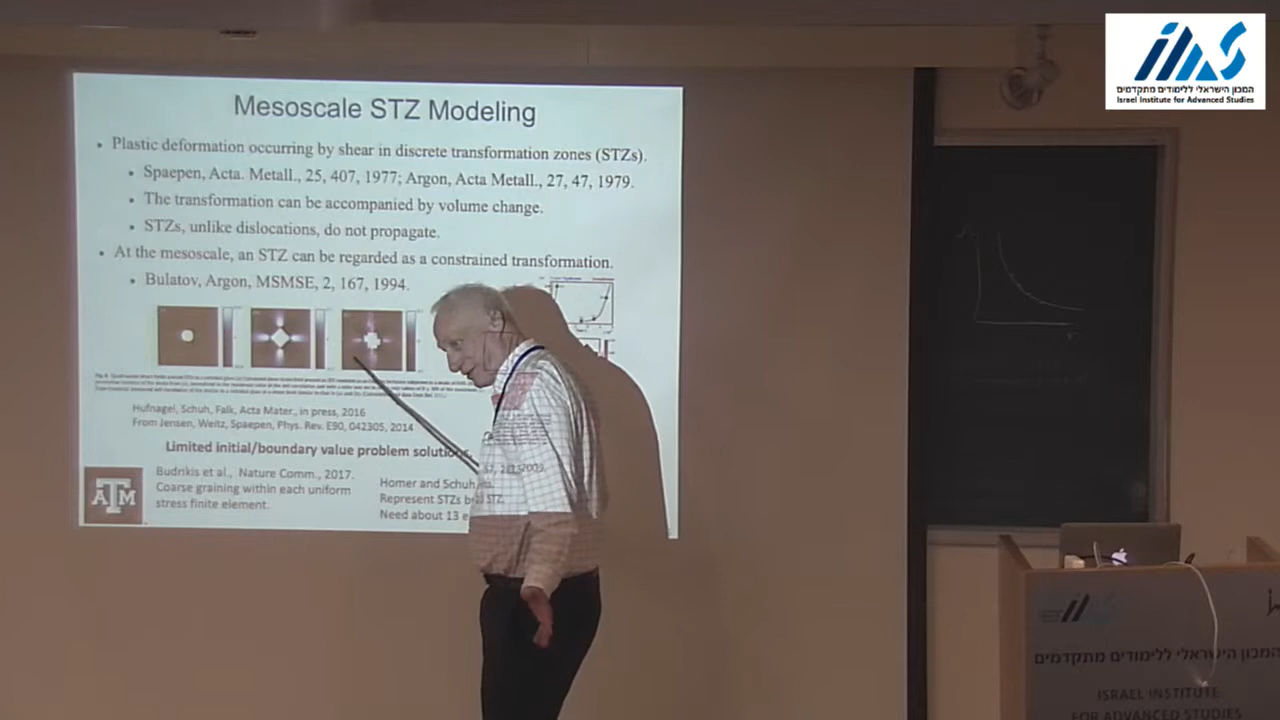 Mesoscale STZ Modeling
• Plastic deformation occurring by shear in discrete transformation zones (STZs).
• Spaepen, Acta. Metall., 25, 407, 1977; Argon, Acta Metall., 27, 47, 1979.
• The transformation can be accompanied by volume change.
• STZs, unlike dislocations, do not propagate.
• At the mesoscale, an STZ can be regarded as a constrained transformation.
• Bulatov, Argon, MSMSE, 2, 167, 1994.
Hufnagel, Schuh, Falk, Acta Mater., in press, 2016
From Jensen, Weitz, Spaepen, Phys. Rev. E90, 042305, 2014
Limited initial/boundary value problem solutions
Budrikis et al., Nature Comm., 2017.
Coarse graining within each uniform
stress finite element.
Homer and Schuh
Represent STZs by STZ.
Need about 13 e
ATM
המכון הישראלי ללימודים מתקדמים
Israel Institute for Advanced Studies
המכון הישראלי ללימודים מתקדמים
ISRAEL INSTITUTE
FOR ADVANCED STUDIES